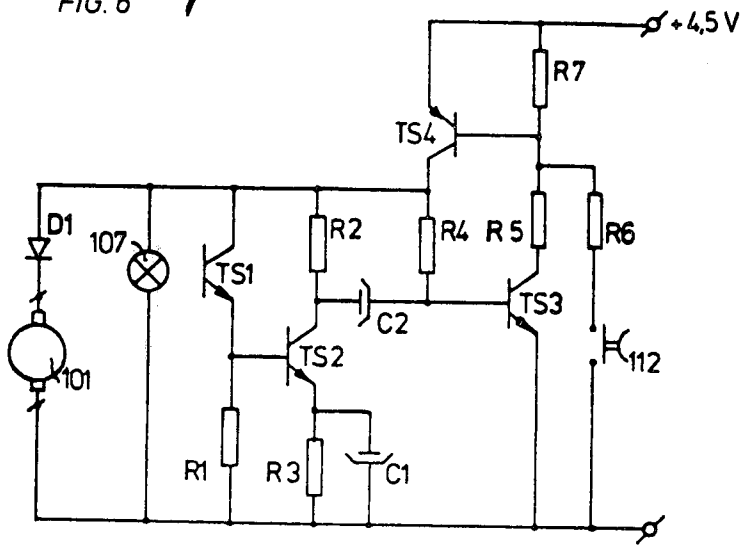 FIG. 6
+4,5 V
R7
TS4
D1
107
R2
R4
R5
R6
TS1
C2
TS3
TS2
101
112
R1
R3
C1